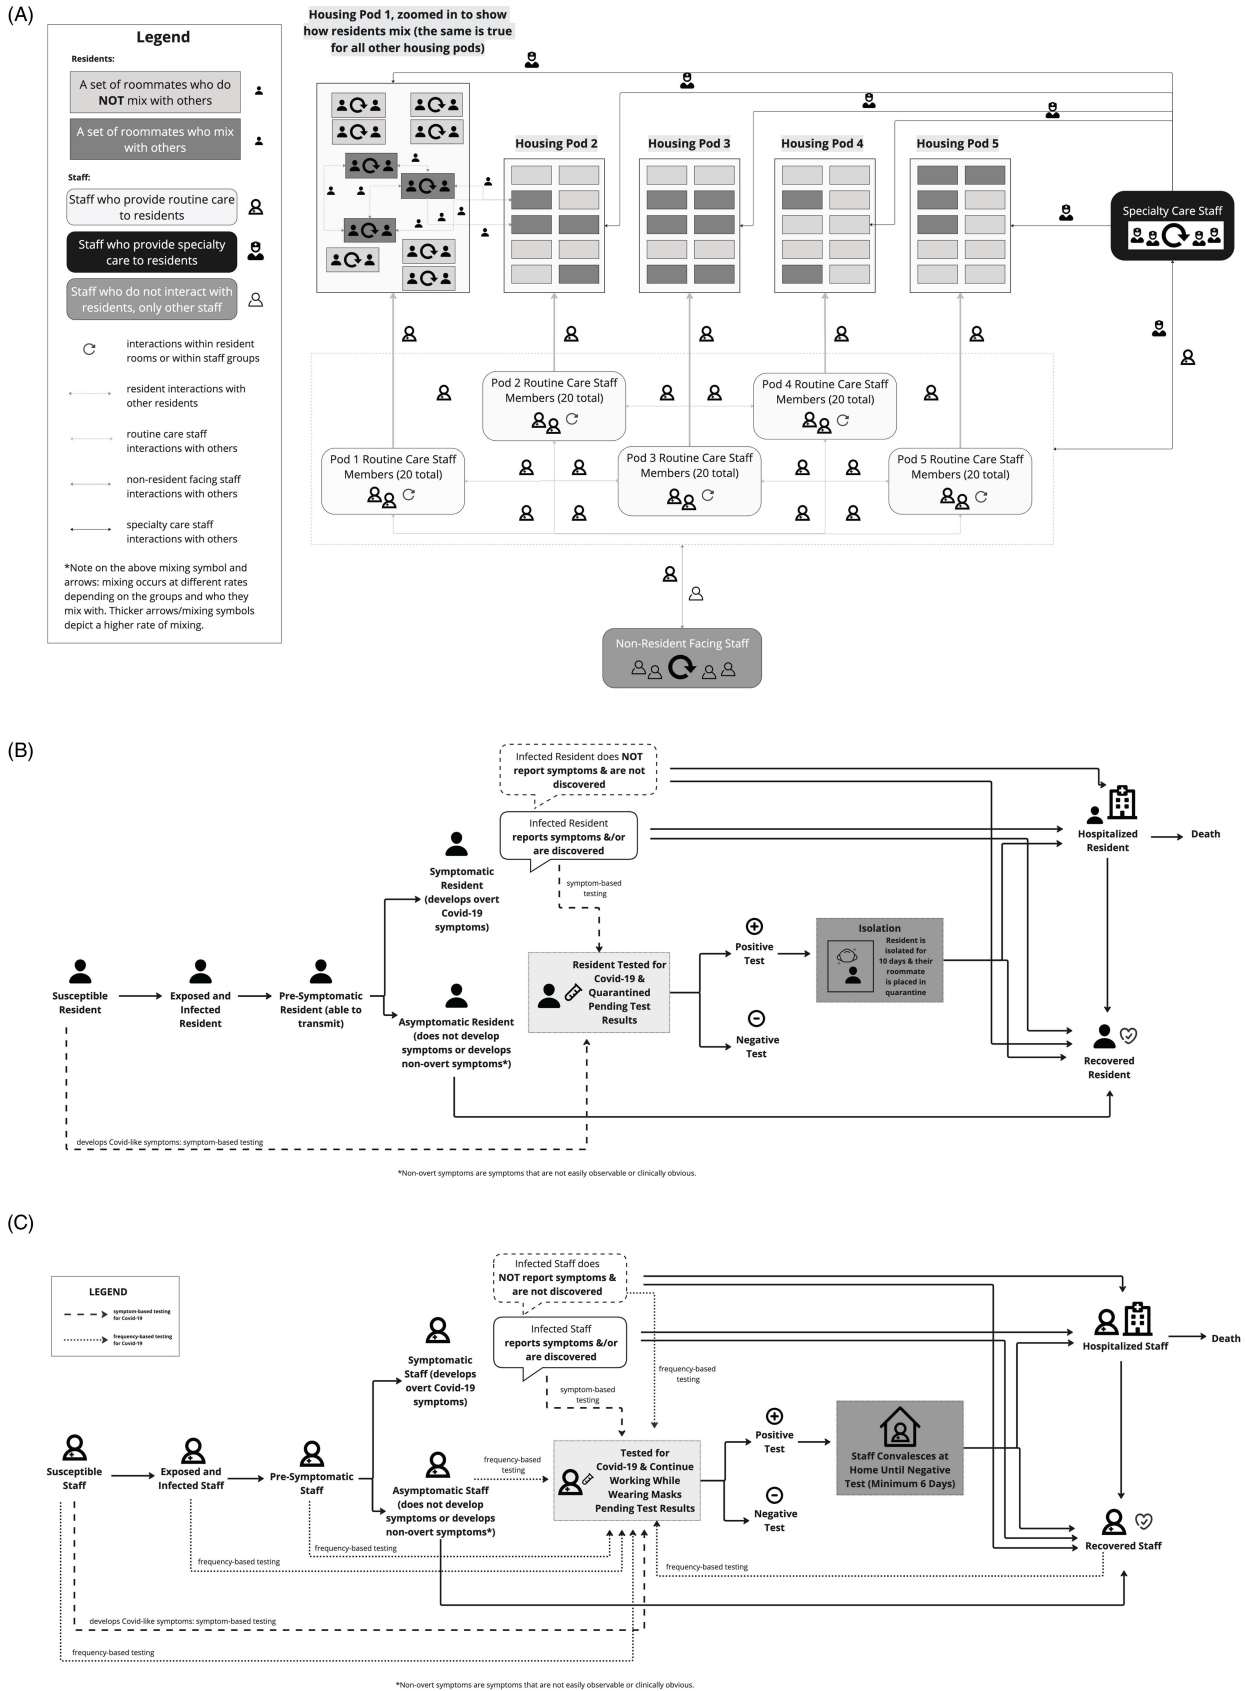 (A)
Legend
Residents:
A set of roommates who do
NOT mix with others
A set of roommates who mix
with others
Staff:
Staff who provide routine care
to residents
Staff who provide specialty
care to residents
Staff who do not interact with
residents, only other staff
interactions within resident
rooms or within staff groups
resident interactions with
other residents
routine care staff
interactions with others
non-resident facing staff
interactions with others
specialty care staff
interactions with others
*Note on the above mixing symbol and
arrows: mixing occurs at different rates
depending on the groups and who they
mix with. Thicker arrows/mixing symbols
depict a higher rate of mixing.
Housing Pod 1, zoomed in to show
how residents mix (the same is true
for all other housing pods)
Housing Pod 2
Housing Pod 3
Housing Pod 4
Housing Pod 5
Specialty Care Staff
Pod 2 Routine Care Staff
Members (20 total)
Pod 4 Routine Care Staff
Members (20 total)
Pod 1 Routine Care Staff
Members (20 total)
Pod 3 Routine Care Staff
Members (20 total)
Pod 5 Routine Care Staff
Members (20 total)
Non-Resident Facing Staff
(B)
Infected Resident does NOT
report symptoms & are not
discovered
Infected Resident
reports symptoms &/or
are discovered
Symptomatic
Resident
(develops overt
Covid-19
symptoms)
symptom-based
testing
Hospitalized
Resident
Death
Susceptible
Resident
Exposed and
Infected
Resident
Pre-Symptomatic
Resident (able to
transmit)
Asymptomatic Resident
(does not develop
symptoms or develops
non-overt symptoms*)
Resident Tested for
Covid-19 &
Quarantined
Pending Test
Results
Positive
Test
Negative
Test
Isolation
Resident is
isolated for
10 days & their
roommate
is placed in
quarantine
Recovered
Resident
develops Covid-like symptoms: symptom-based testing
*Non-overt symptoms are symptoms that are not easily observable or clinically obvious.
(C)
LEGEND
symptom-based testing
for Covid-19
frequency-based testing
for Covid-19
Infected Staff does
NOT report symptoms &
are not discovered
Infected Staff
reports symptoms &/or
are discovered
Symptomatic
Staff (develops
overt Covid-19
symptoms)
symptom-based
testing
frequency-based
testing
Hospitalized Staff
Death
Susceptible
Staff
Exposed and
Infected Staff
Pre-Symptomatic
Staff
Asymptomatic Staff
(does not develop
symptoms or develops
non-overt symptoms*)
frequency-based
testing
Tested for
Covid-19 & Continue
Working While
Wearing Masks
Pending Test Results
Positive
Test
Negative
Test
Staff Convalesces at
Home Until Negative
Test (Minimum 6 Days)
Recovered Staff
frequency-based testing
frequency-based testing
frequency-based testing
develops Covid-like symptoms: symptom-based testing
frequency-based testing
*Non-overt symptoms are symptoms that are not easily observable or clinically obvious.